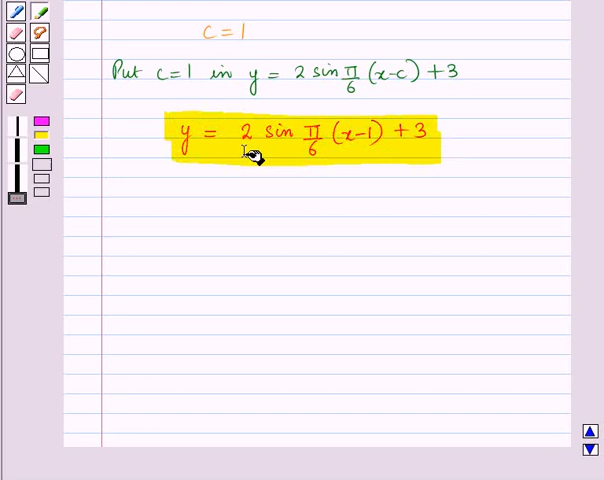 c = 1
Put c = 1 in y = 2 sin π/6 (x-c) + 3
y = 2 sin π/6 (x-1) + 3